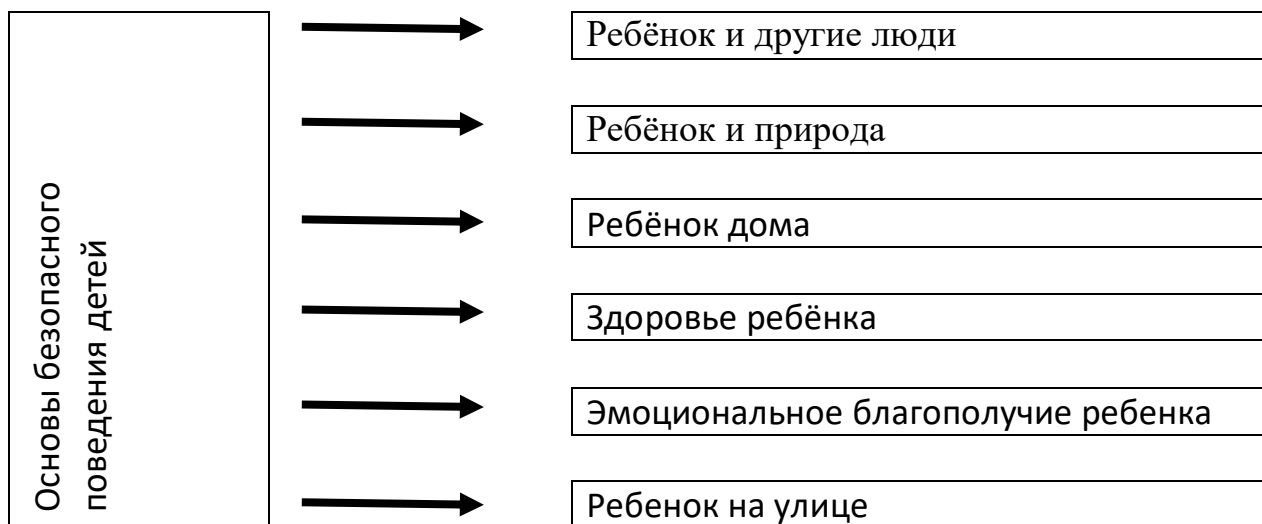 Основы безопасного
поведения детей
Ребёнок и другие люди
Ребёнок и природа
Ребёнок дома
Здоровье ребёнка
Эмоциональное благополучие ребенка
Ребенок на улице